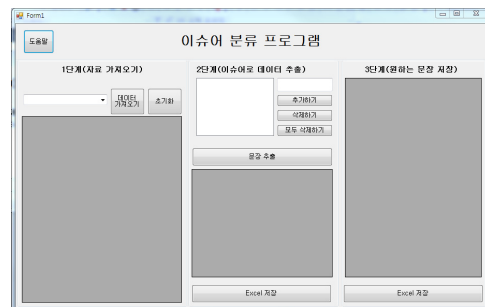 Form1
도움말
이슈어 분류 프로그램
1단계(자료 가져오기)
데이터
가져오기
초기화
2단계(이슈어로 데이터 추출)
추가하기
삭제하기
모두 삭제하기
문장 추출
Excel 저장
3단계(원하는 문장 저장)
Excel 저장